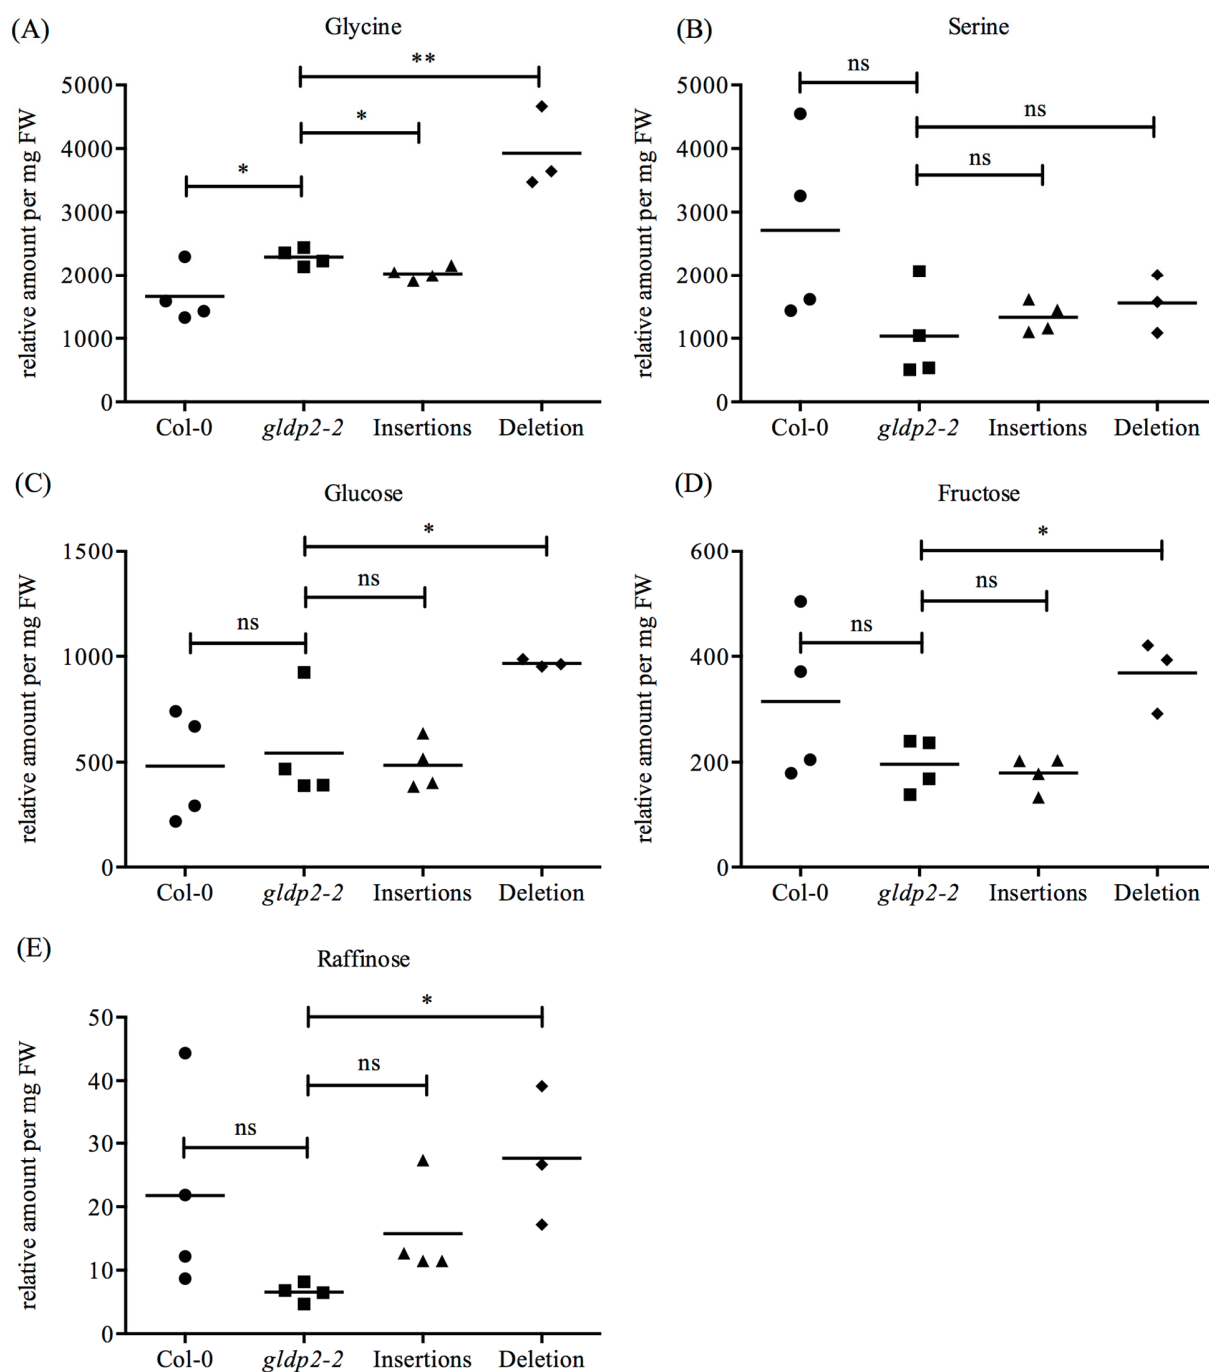 (A) Glycine
**
*
*
relative amount per mg FW
5000
4000
3000
2000
1000
0
Col-0 gldp2-2 Insertions Deletion
(B) Serine
ns
ns
ns
relative amount per mg FW
5000
4000
3000
2000
1000
0
Col-0 gldp2-2 Insertions Deletion
(C) Glucose
*
ns
ns
relative amount per mg FW
1500
1000
500
0
Col-0 gldp2-2 Insertions Deletion
(D) Fructose
*
ns
ns
relative amount per mg FW
600
400
200
0
Col-0 gldp2-2 Insertions Deletion
(E) Raffinose
*
ns
ns
relative amount per mg FW
50
40
30
20
10
0
Col-0 gldp2-2 Insertions Deletion